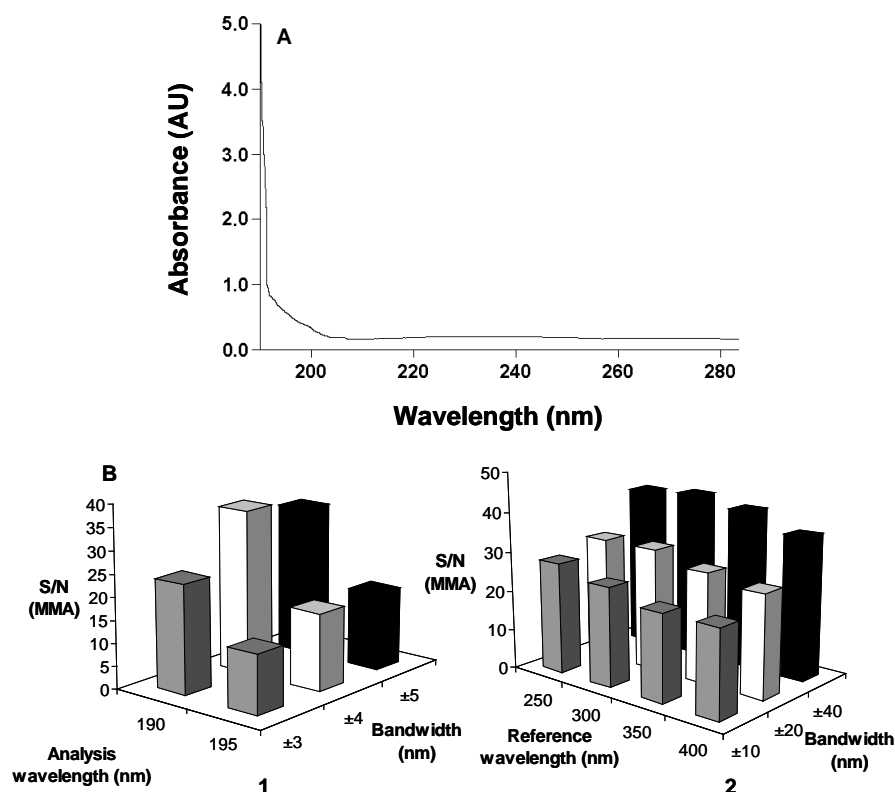 A
Absorbance (AU)
5.0
4.0
3.0
2.0
1.0
0.0
200 220 240 260 280
Wavelength (nm)
B
S/N
(MMA)
40
35
30
25
20
15
10
5
0
190
195
Analysis
wavelength (nm)
±3
±4
±5
Bandwidth
(nm)
1
S/N
(MMA)
50
40
30
20
10
0
250
300
350
400
Reference
wavelength (nm)
±10
±20
±40
Bandwidth
(nm)
2